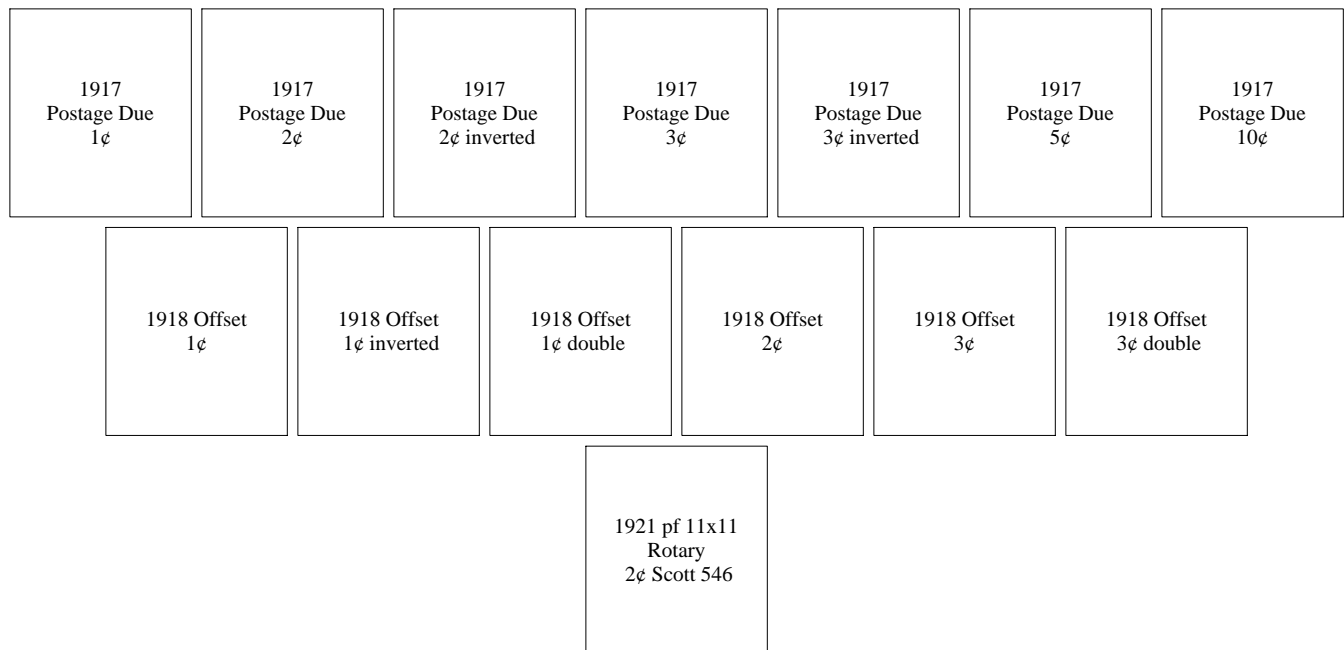 1917
Postage Due
1¢
1917
Postage Due
2¢
1917
Postage Due
2¢ inverted
1917
Postage Due
3¢
1917
Postage Due
3¢ inverted
1917
Postage Due
5¢
1917
Postage Due
10¢
1918 Offset
1¢
1918 Offset
1¢ inverted
1918 Offset
1¢ double
1918 Offset
2¢
1918 Offset
3¢
1918 Offset
3¢ double
1921 pf 11x11
Rotary
2¢ Scott 546